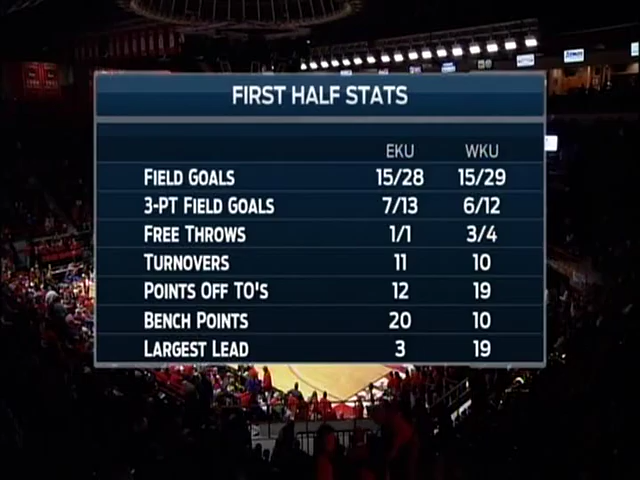 FIRST HALF STATS
EKU WKU
FIELD GOALS 15/28 15/29
3-PT FIELD GOALS 7/13 6/12
FREE THROWS 1/1 3/4
TURNOVERS 11 10
POINTS OFF TO'S 12 19
BENCH POINTS 20 10
LARGEST LEAD 3 19